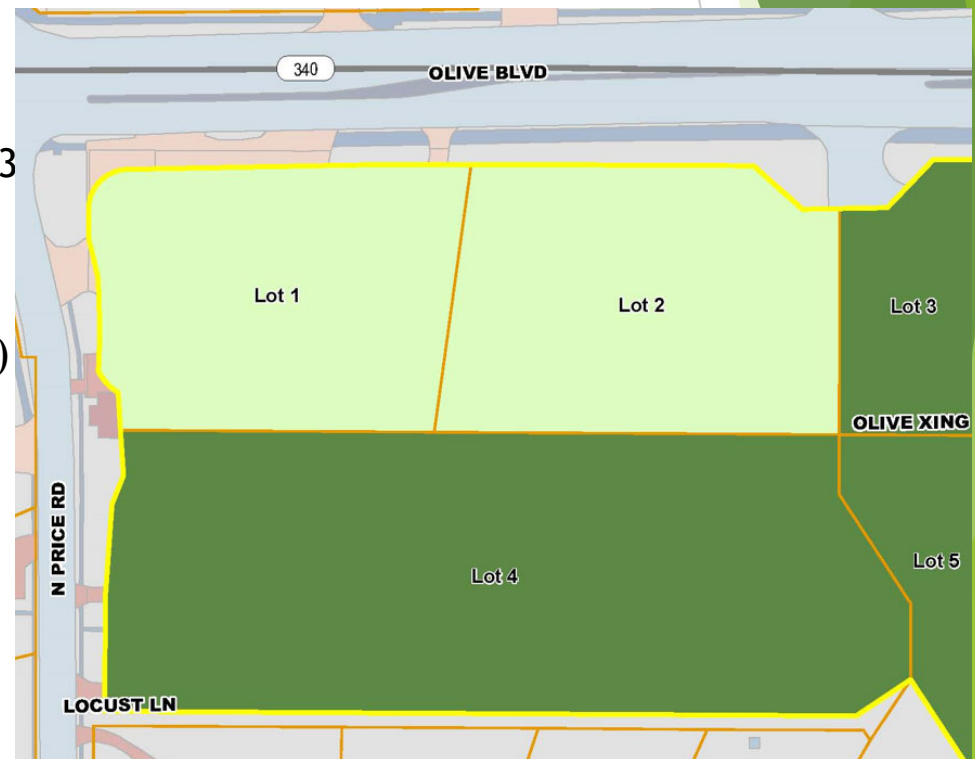 340
OLIVE BLVD
3
Lot 1
Lot 2
Lot 3
)
OLIVE XING
N PRICE RD
Lot 4
Lot 5
LOCUST LN